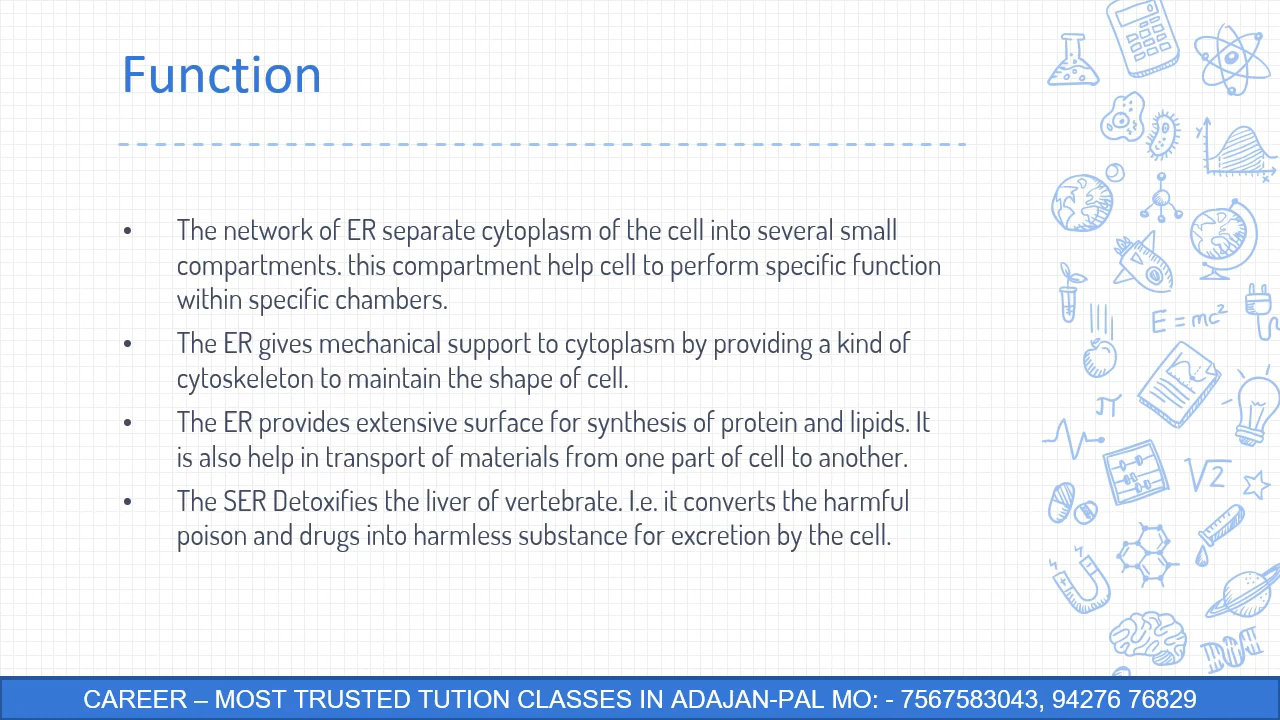 Function
• The network of ER separate cytoplasm of the cell into several small
compartments. this compartment help cell to perform specific function
within specific chambers.
• The ER gives mechanical support to cytoplasm by providing a kind of
cytoskeleton to maintain the shape of cell.
• The ER provides extensive surface for synthesis of protein and lipids. It
is also help in transport of materials from one part of cell to another.
• The SER Detoxifies the liver of vertebrate. I.e. it converts the harmful
poison and drugs into harmless substance for excretion by the cell.
y
x
E = mc²
π
√2
CAREER – MOST TRUSTED TUTION CLASSES IN ADAJAN-PAL MO: - 7567583043, 94276 76829